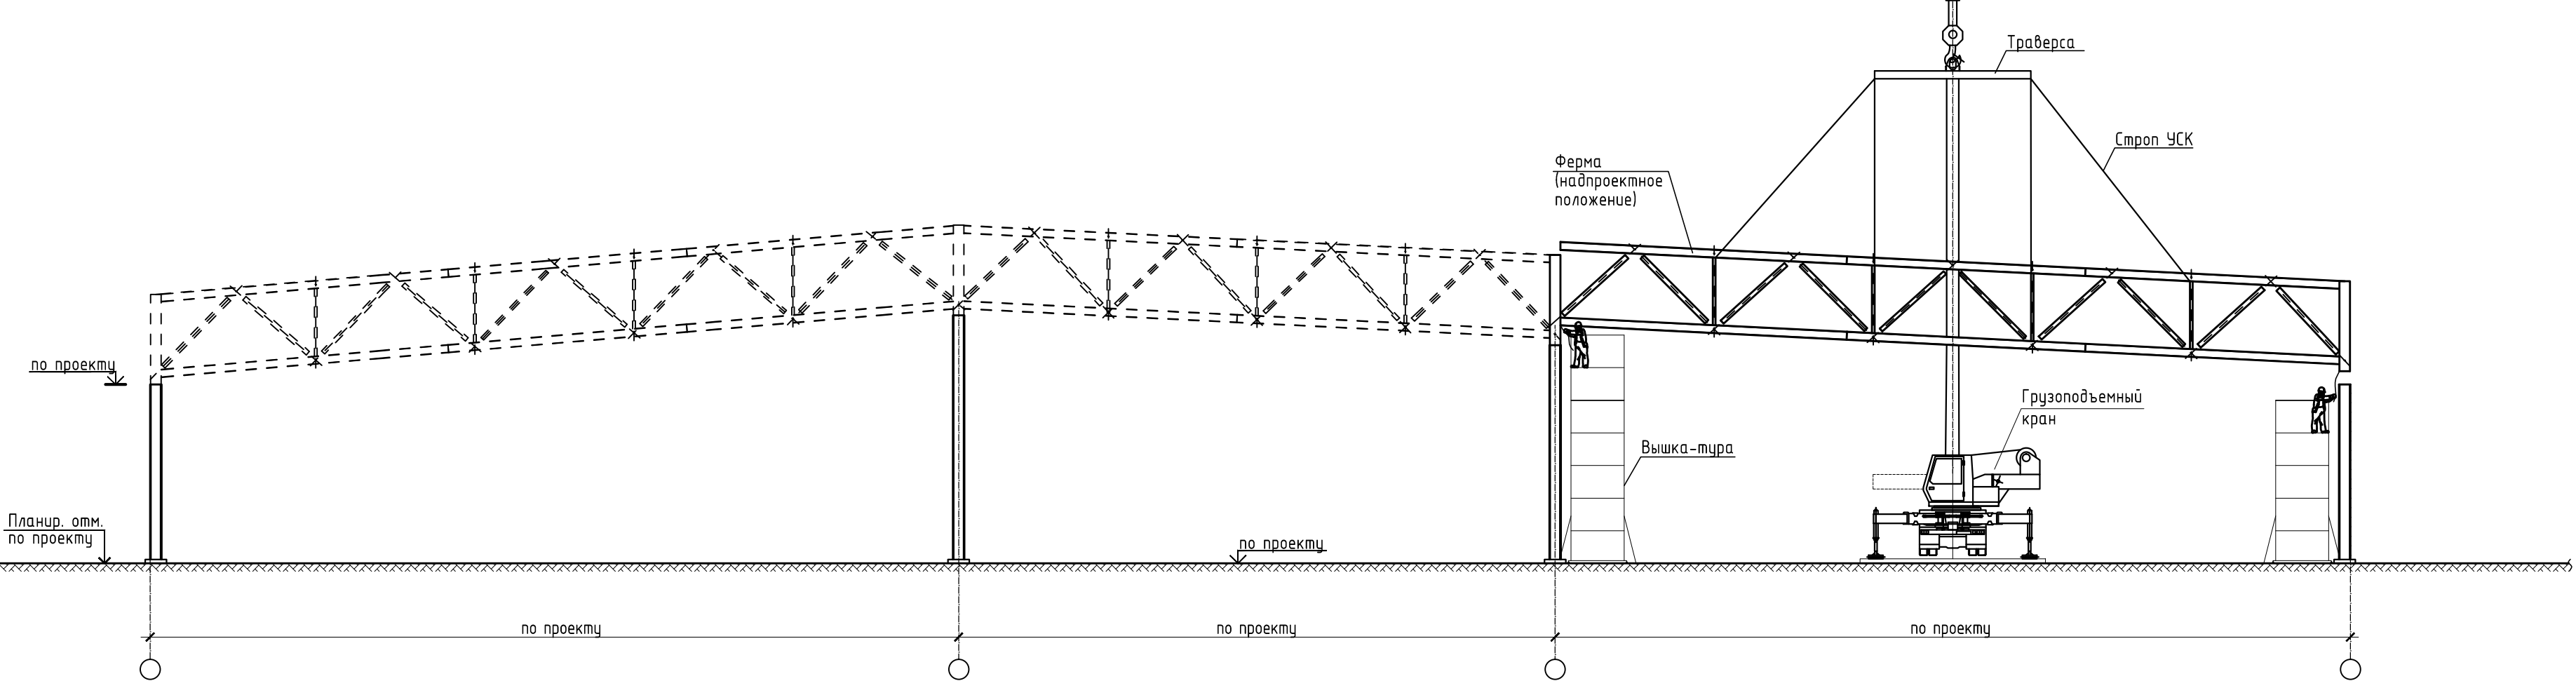 Траверса
Строп УСК
Ферма
(надпроектное
положение)
по проекту
Грузоподъемный
кран
Вышка-тура
Планир. отм.
по проекту
по проекту
по проекту
по проекту
по проекту